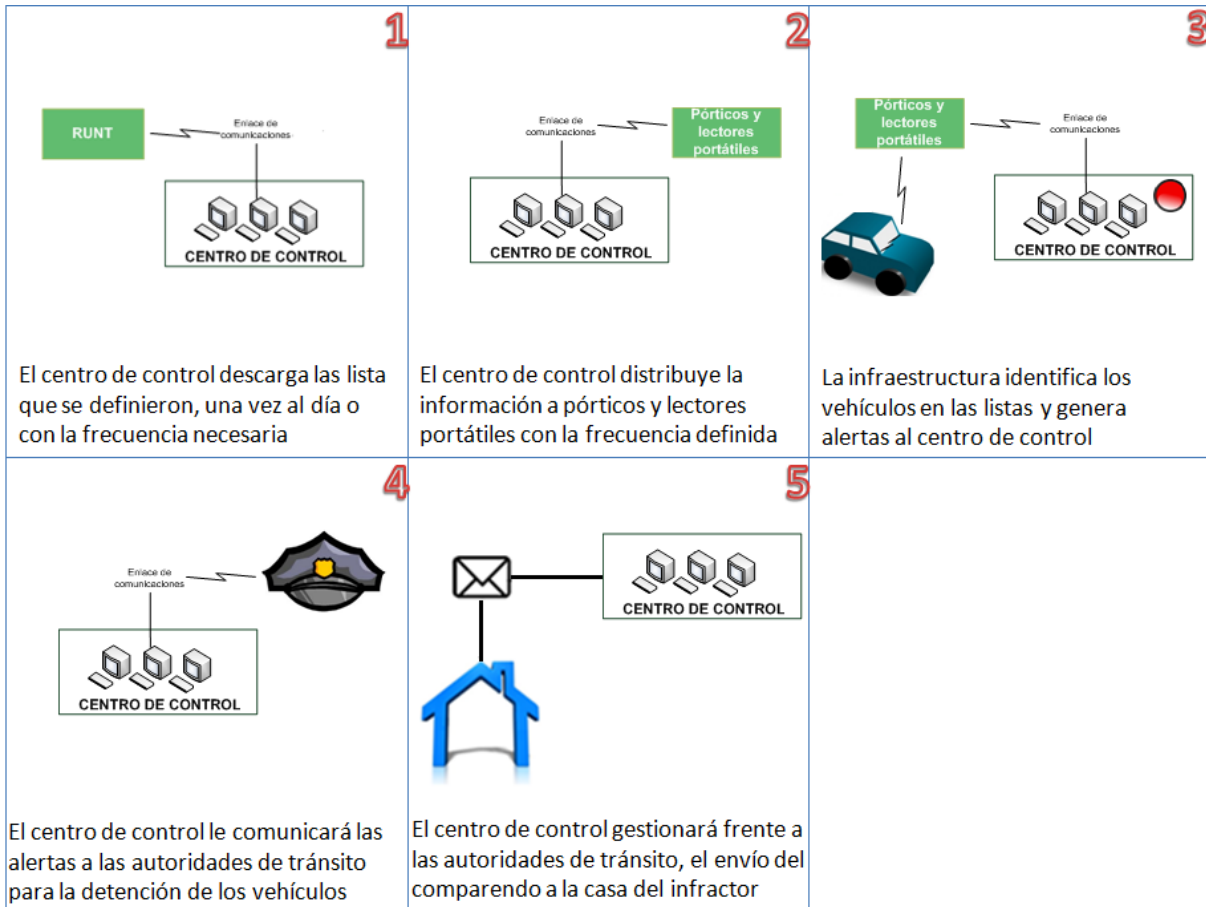 1
RUNT
Enlace de
comunicaciones
CENTRO DE CONTROL
El centro de control descarga las lista
que se definieron, una vez al día o
con la frecuencia necesaria
2
Enlace de
comunicaciones
Pórticos y
lectores
portátiles
CENTRO DE CONTROL
El centro de control distribuye la
información a pórticos y lectores
portátiles con la frecuencia definida
3
Pórticos y
lectores
portátiles
Enlace de
comunicaciones
CENTRO DE CONTROL
La infraestructura identifica los
vehículos en las listas y genera
alertas al centro de control
4
Enlace de
comunicaciones
CENTRO DE CONTROL
El centro de control le comunicará las
alertas a las autoridades de tránsito
para la detención de los vehículos
5
CENTRO DE CONTROL
El centro de control gestionará frente a
las autoridades de tránsito, el envío del
comparendo a la casa del infractor